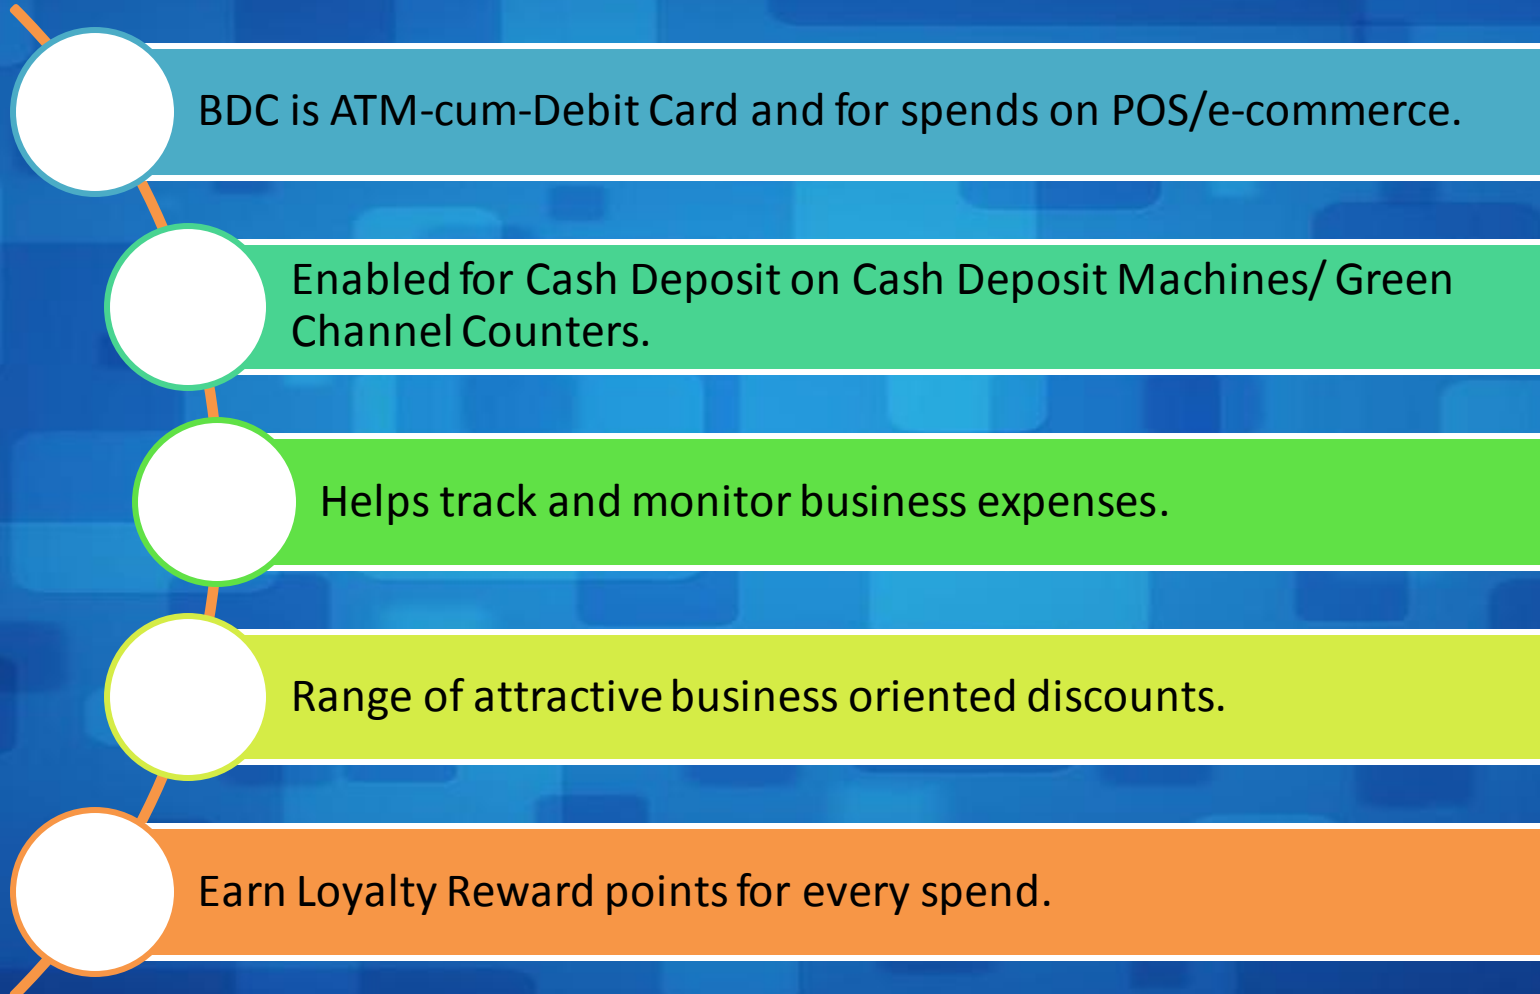 BDC is ATM-cum-Debit Card and for spends on POS/e-commerce.
Enabled for Cash Deposit on Cash Deposit Machines/ Green
Channel Counters.
Helps track and monitor business expenses.
Range of attractive business oriented discounts.
Earn Loyalty Reward points for every spend.